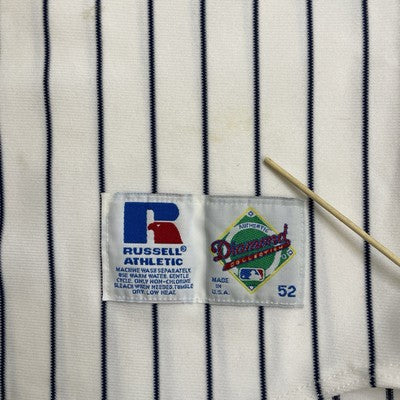 RUSSELL®
ATHLETIC
MACHINE WASH SEPARATELY.
USE WARM WATER, GENTLE
CYCLE. ONLY NON-CHLORINE
BLEACH WHEN NEEDED. TUMBLE
DRY, LOW HEAT.
AUTHENTIC
Diamond
COLLECTION
MADE
IN
U.S.A.
52